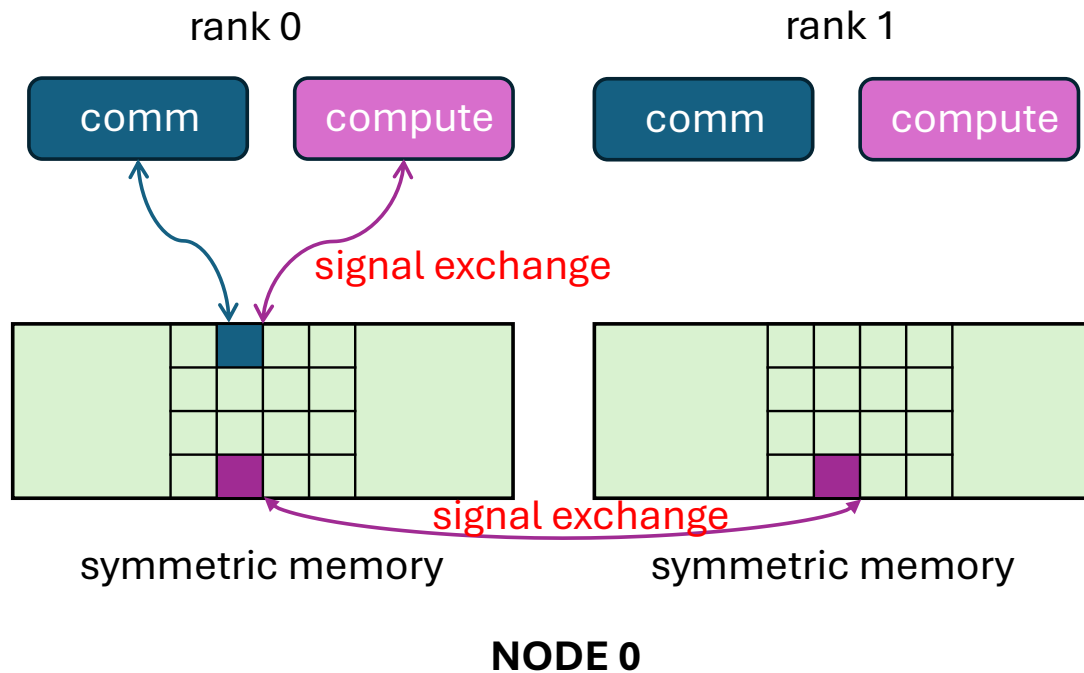 rank 0
rank 1
comm
compute
comm
compute
signal exchange
signal exchange
symmetric memory
symmetric memory
NODE 0